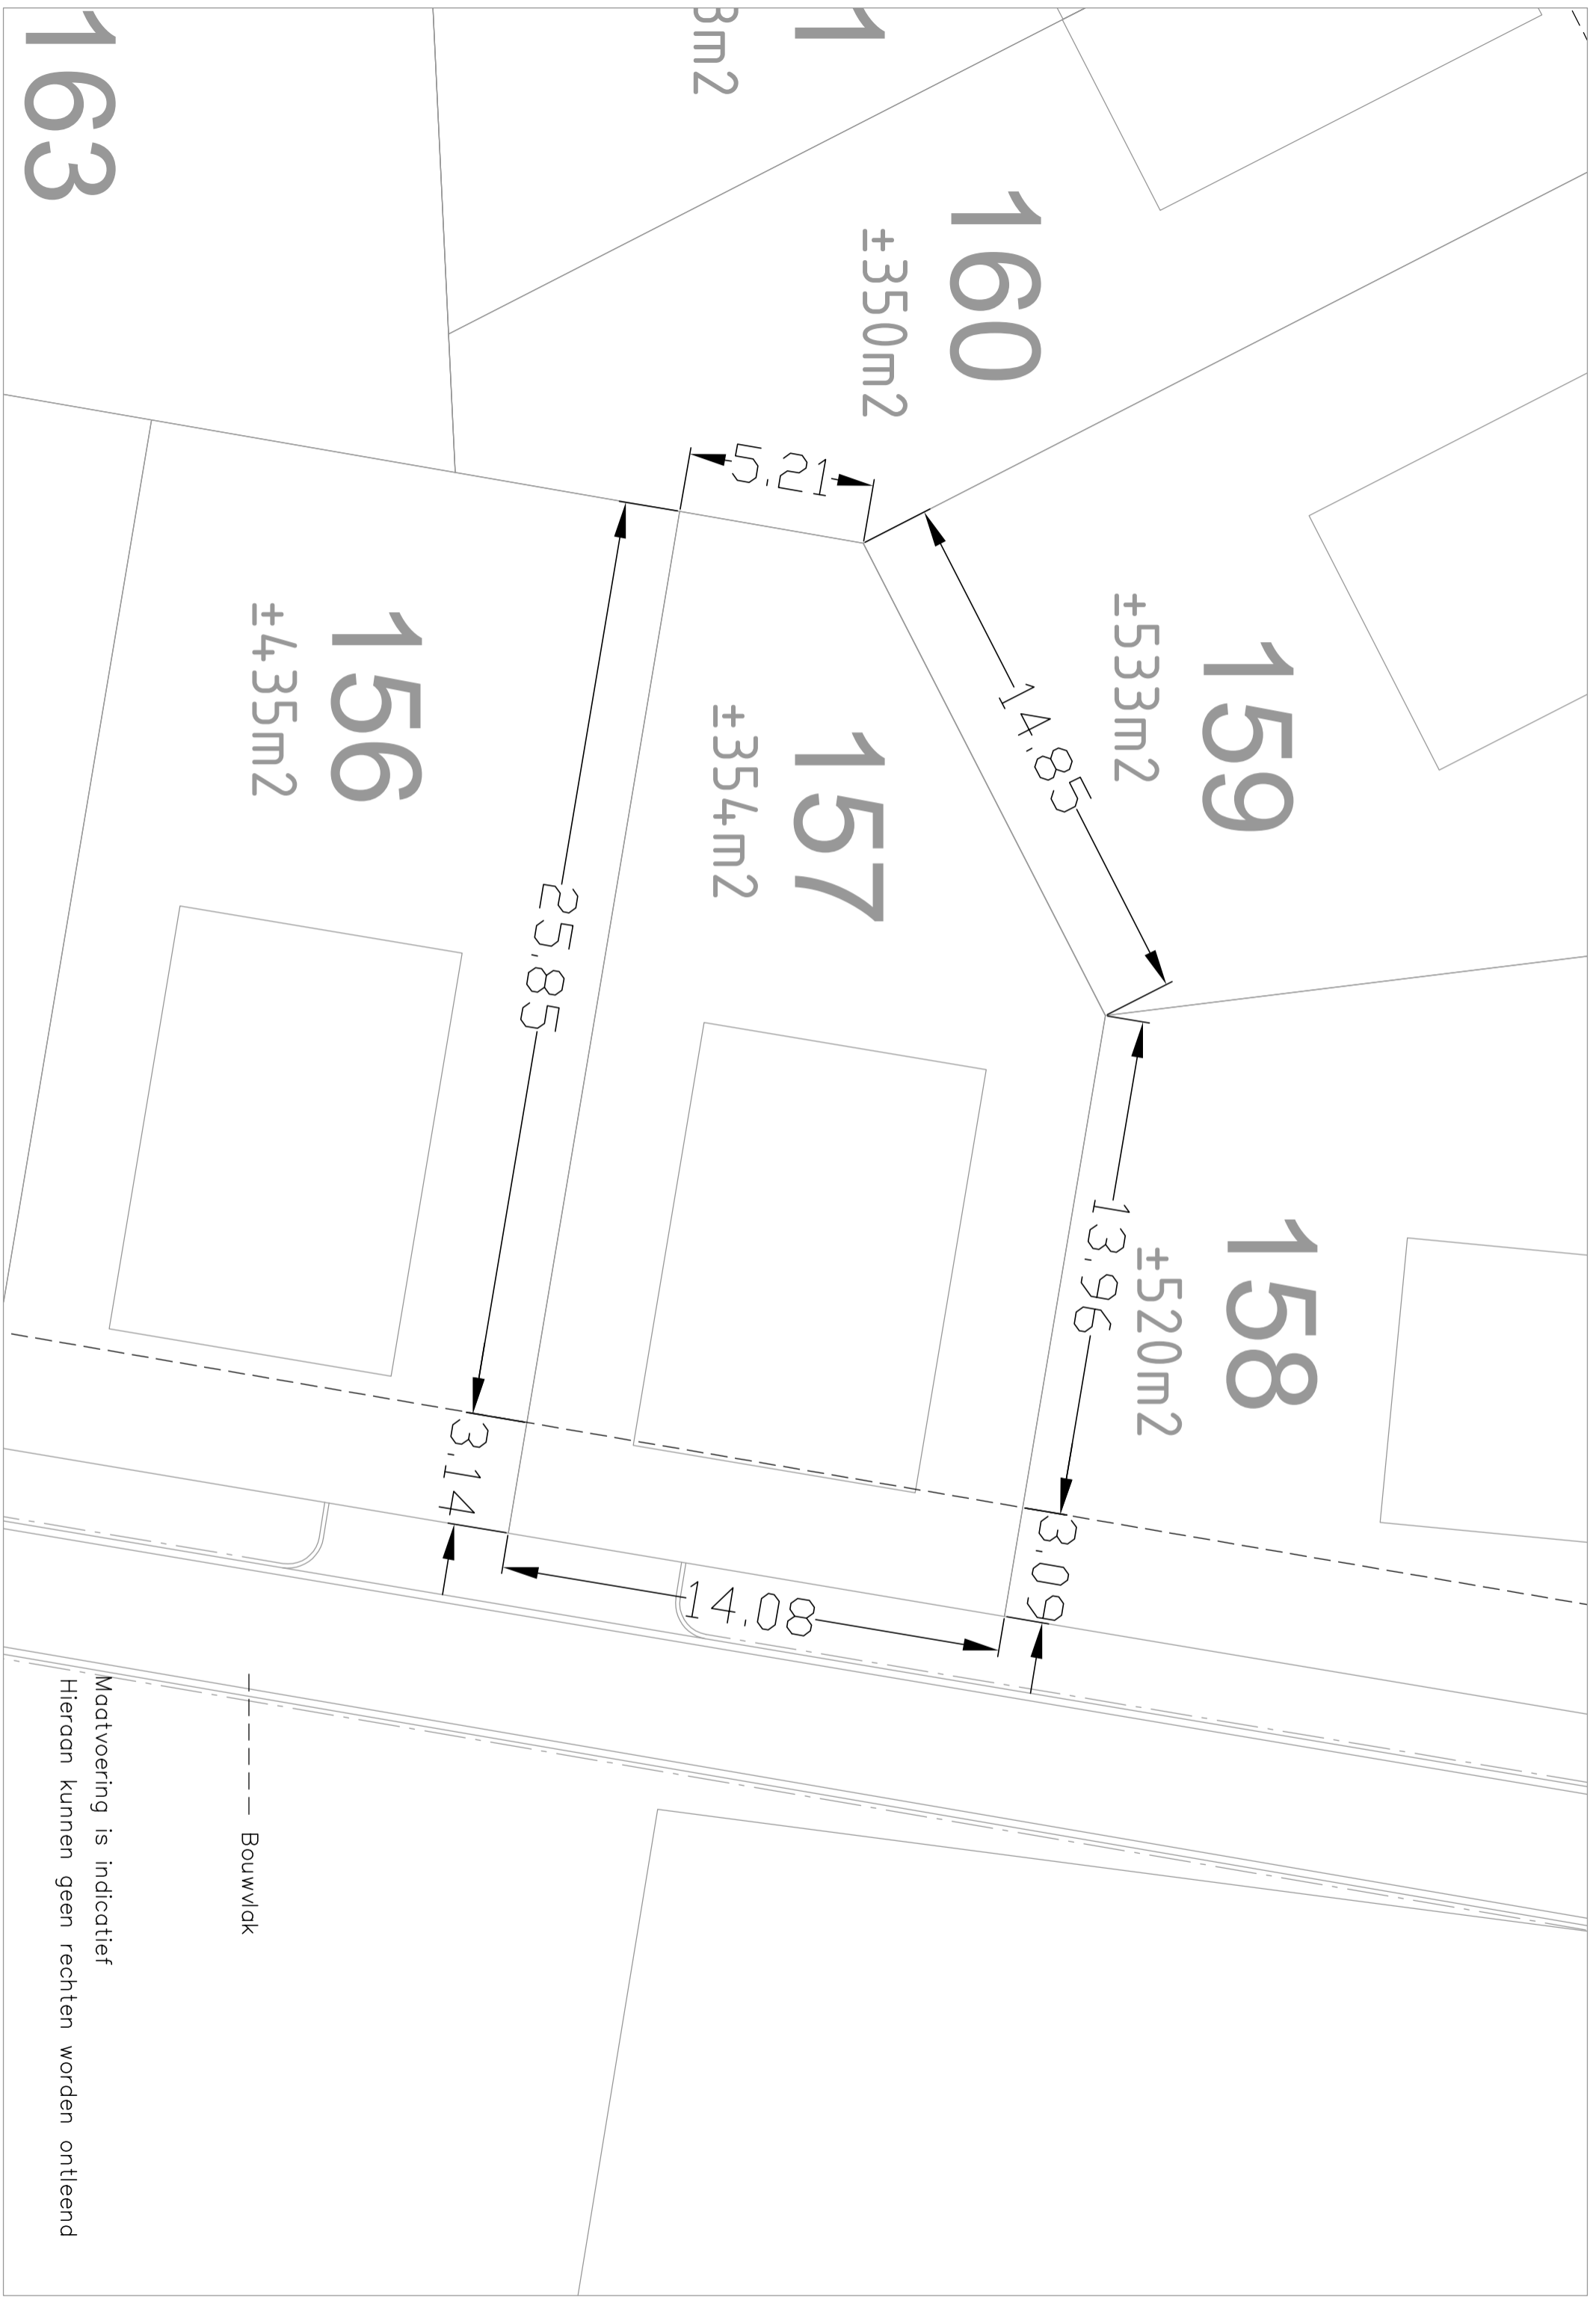 163
160
±350m2
159
±533m2
158
±520m2
157
±354m2
156
±435m2
5.21
14.85
25.85
13.96
3.14
3.09
14.08
Bouwvlak
Maatvoering is indicatief
Hieraan kunnen geen rechten worden ontleend